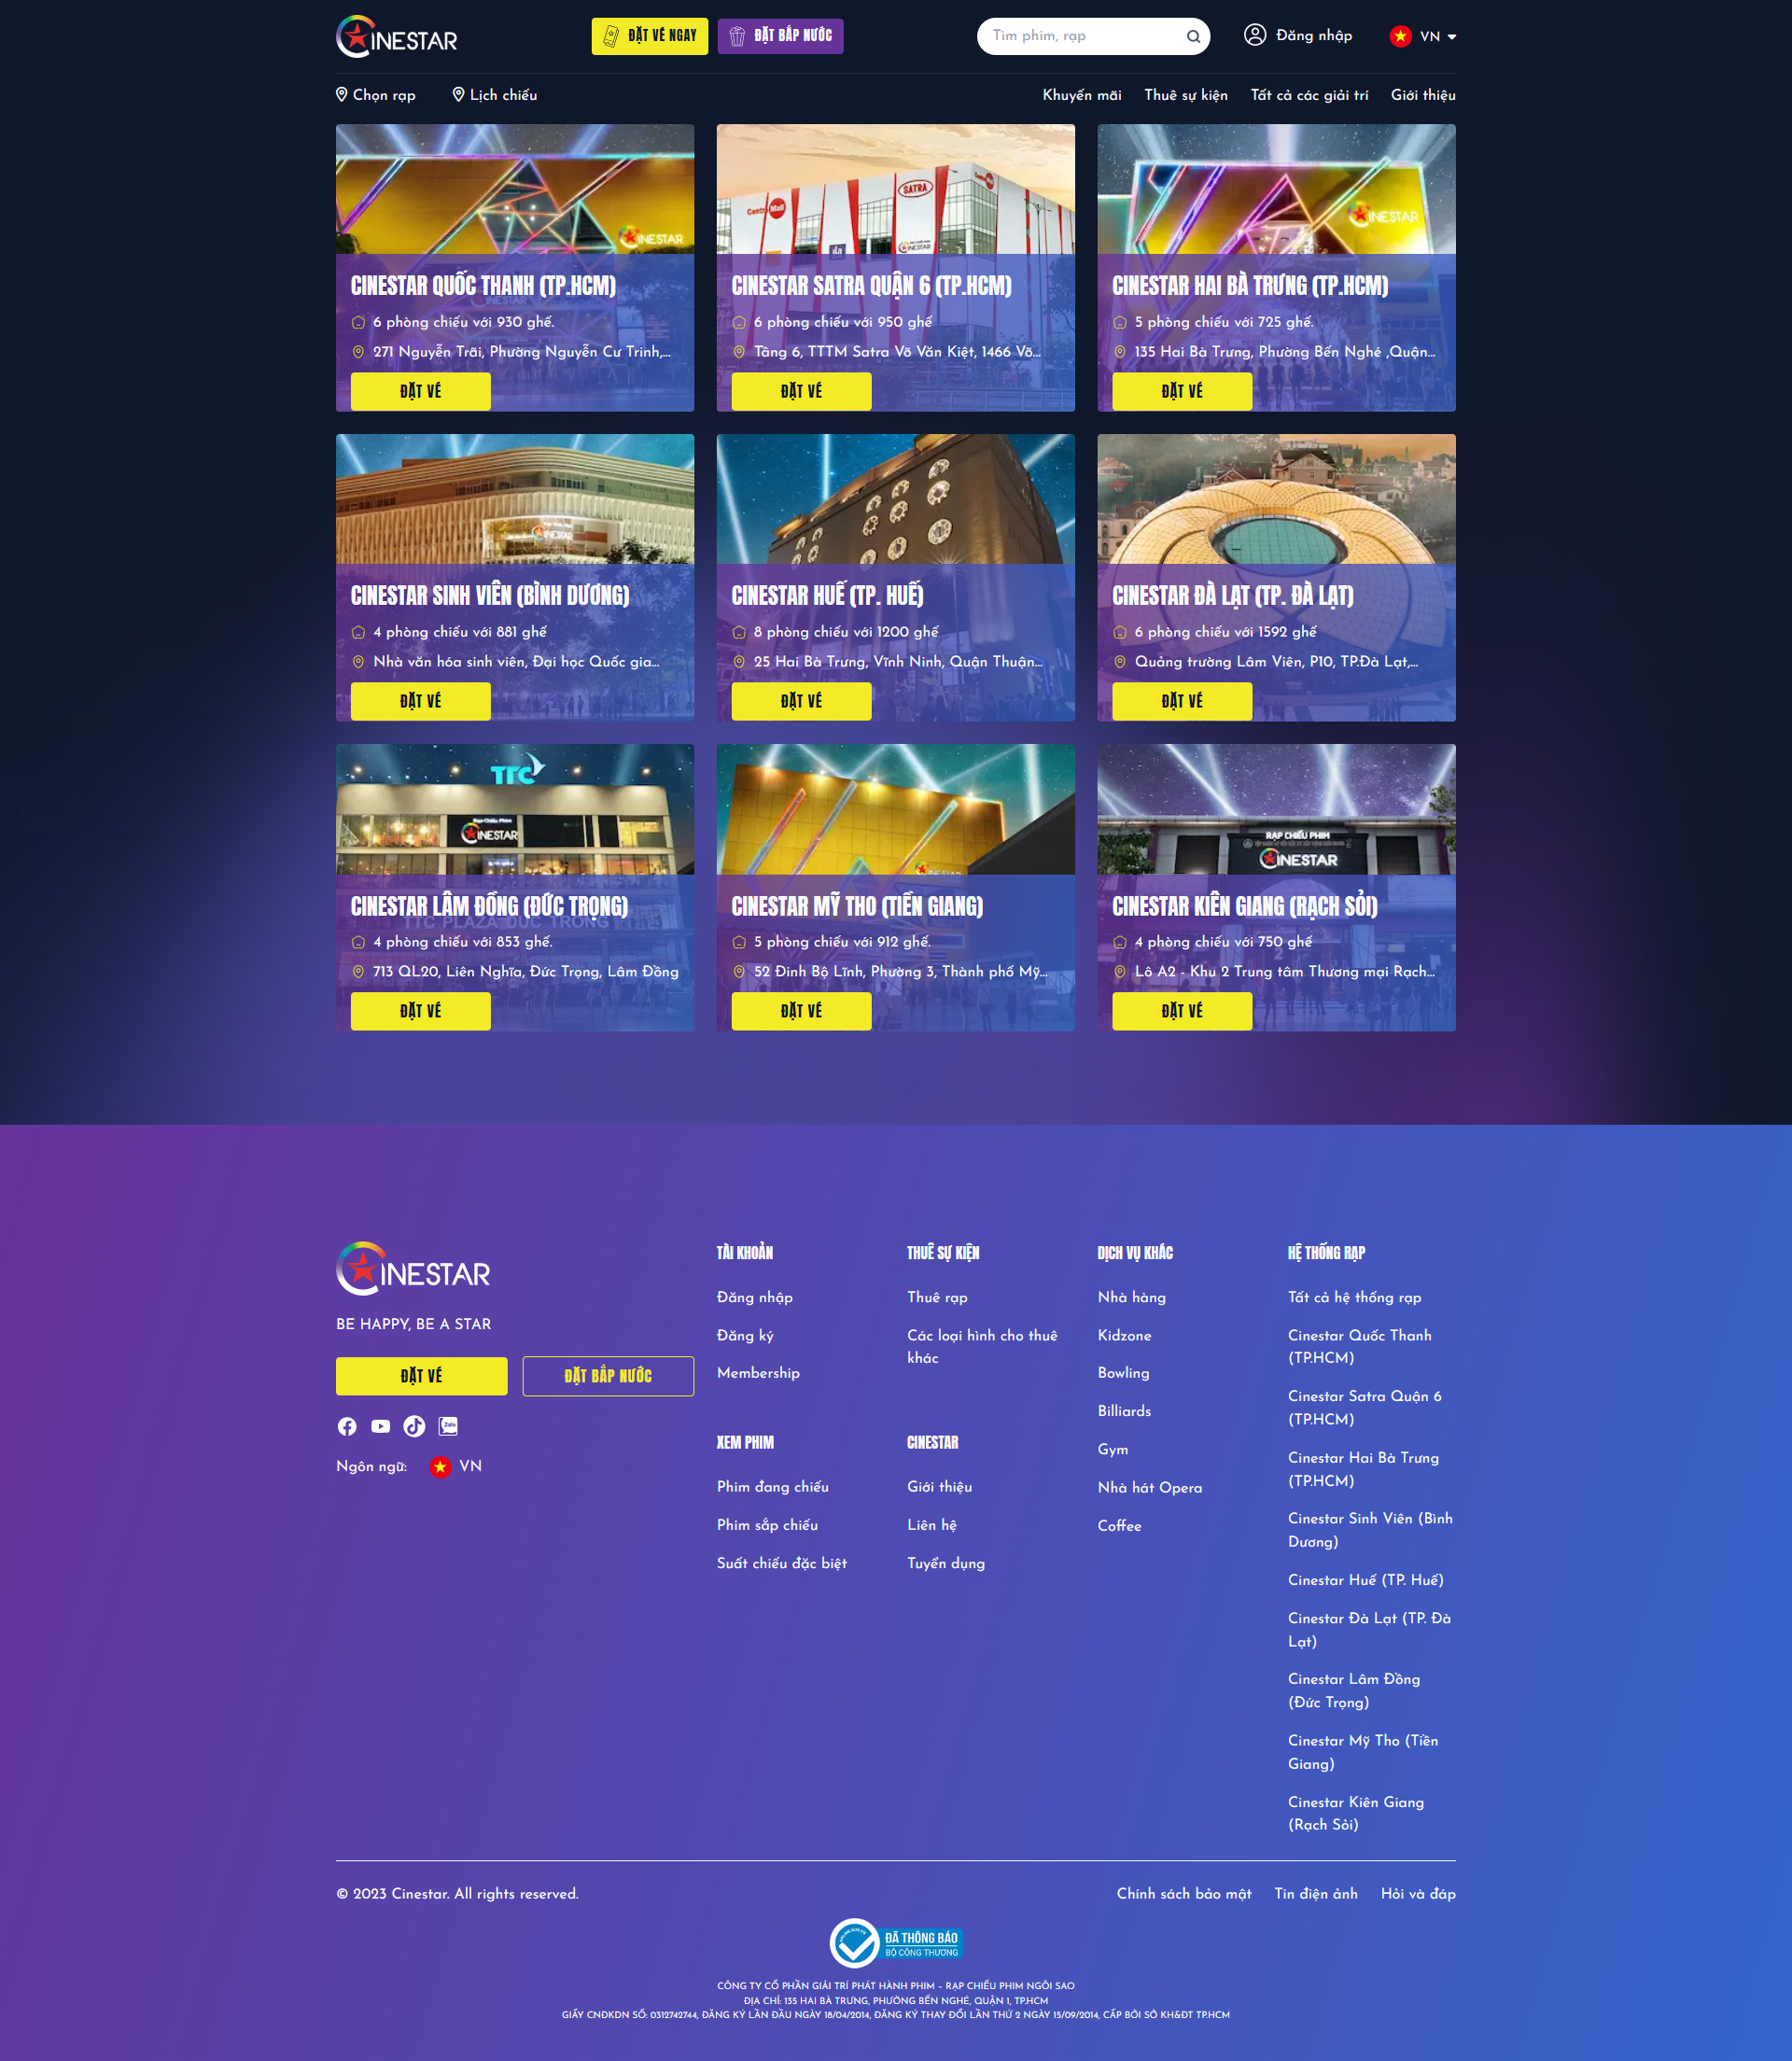 CINESTAR
ĐẶT VÉ NGAY
ĐẶT BẮP NƯỚC
Tìm phim, rạp
Đăng nhập
VN
Chọn rạp
Lịch chiếu
Khuyến mãi
Thuê sự kiện
Tất cả các giải trí
Giới thiệu
CINESTAR
CINESTAR QUỐC THANH (TP.HCM)
6 phòng chiếu với 930 ghế.
271 Nguyễn Trãi, Phường Nguyễn Cư Trinh,...
ĐẶT VÉ
Centre Mall
SATRA
CINESTAR
CINESTAR SATRA QUẬN 6 (TP.HCM)
6 phòng chiếu với 950 ghế
Tầng 6, TTTM Satra Võ Văn Kiệt, 1466 Võ...
ĐẶT VÉ
CINESTAR
CINESTAR HAI BÀ TRƯNG (TP.HCM)
5 phòng chiếu với 725 ghế.
135 Hai Bà Trưng, Phường Bến Nghé ,Quận...
ĐẶT VÉ
CINESTAR
CINESTAR SINH VIÊN (BÌNH DƯƠNG)
4 phòng chiếu với 881 ghế
Nhà văn hóa sinh viên, Đại học Quốc gia...
ĐẶT VÉ
CINESTAR HUẾ (TP. HUẾ)
8 phòng chiếu với 1200 ghế
25 Hai Bà Trưng, Vĩnh Ninh, Quận Thuận...
ĐẶT VÉ
CINESTAR ĐÀ LẠT (TP. ĐÀ LẠT)
6 phòng chiếu với 1592 ghế
Quảng trường Lâm Viên, P10, TP.Đà Lạt,...
ĐẶT VÉ
TTC
Rạp Chiếu Phim
CINESTAR
CINESTAR LÂM ĐỒNG (ĐỨC TRỌNG)
TTC PLAZA ĐỨC TRỌNG
4 phòng chiếu với 853 ghế.
713 QL20, Liên Nghĩa, Đức Trọng, Lâm Đồng
ĐẶT VÉ
CINESTAR MỸ THO (TIỀN GIANG)
5 phòng chiếu với 912 ghế.
52 Đinh Bộ Lĩnh, Phường 3, Thành phố Mỹ...
ĐẶT VÉ
RẠP CHIẾU PHIM
CINESTAR
CINESTAR KIÊN GIANG (RẠCH SỎI)
4 phòng chiếu với 750 ghế
Lô A2 - Khu 2 Trung tâm Thương mại Rạch...
ĐẶT VÉ
CINESTAR
BE HAPPY, BE A STAR
ĐẶT VÉ
ĐẶT BẮP NƯỚC
Zalo
Ngôn ngữ:
VN
TÀI KHOẢN
Đăng nhập
Đăng ký
Membership
XEM PHIM
Phim đang chiếu
Phim sắp chiếu
Suất chiếu đặc biệt
THUÊ SỰ KIỆN
Thuê rạp
Các loại hình cho thuê
khác
CINESTAR
Giới thiệu
Liên hệ
Tuyển dụng
DỊCH VỤ KHÁC
Nhà hàng
Kidzone
Bowling
Billiards
Gym
Nhà hát Opera
Coffee
HỆ THỐNG RẠP
Tất cả hệ thống rạp
Cinestar Quốc Thanh
(TP.HCM)
Cinestar Satra Quận 6
(TP.HCM)
Cinestar Hai Bà Trưng
(TP.HCM)
Cinestar Sinh Viên (Bình
Dương)
Cinestar Huế (TP. Huế)
Cinestar Đà Lạt (TP. Đà
Lạt)
Cinestar Lâm Đồng
(Đức Trọng)
Cinestar Mỹ Tho (Tiền
Giang)
Cinestar Kiên Giang
(Rạch Sỏi)
© 2023 Cinestar. All rights reserved.
Chính sách bảo mật
Tin điện ảnh
Hỏi và đáp
ĐÃ THÔNG BÁO
BỘ CÔNG THƯƠNG
CÔNG TY CỔ PHẦN GIẢI TRÍ PHÁT HÀNH PHIM – RẠP CHIẾU PHIM NGÔI SAO
ĐỊA CHỈ: 135 HAI BÀ TRƯNG, PHƯỜNG BẾN NGHÉ, QUẬN 1, TP.HCM
GIẤY CNĐKDN SỐ: 0312742744, ĐĂNG KÝ LẦN ĐẦU NGÀY 18/04/2014, ĐĂNG KÝ THAY ĐỔI LẦN THỨ 2 NGÀY 15/09/2014, CẤP BỞI SỞ KH&ĐT TP.HCM